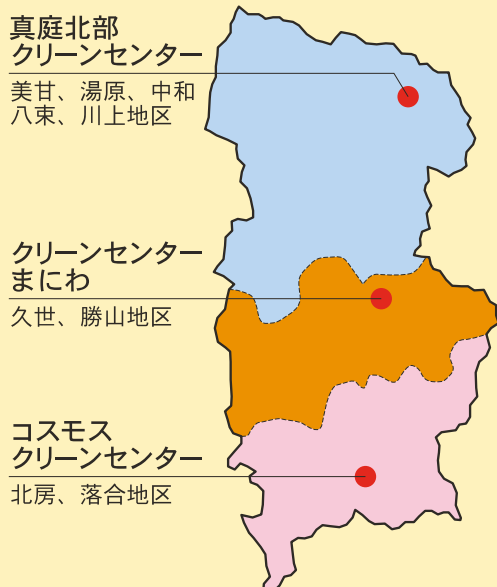 真庭北部
クリーンセンター
美甘、湯原、中和
八束、川上地区
クリーンセンター
まにわ
久世、勝山地区
コスモス
クリーンセンター
北房、落合地区